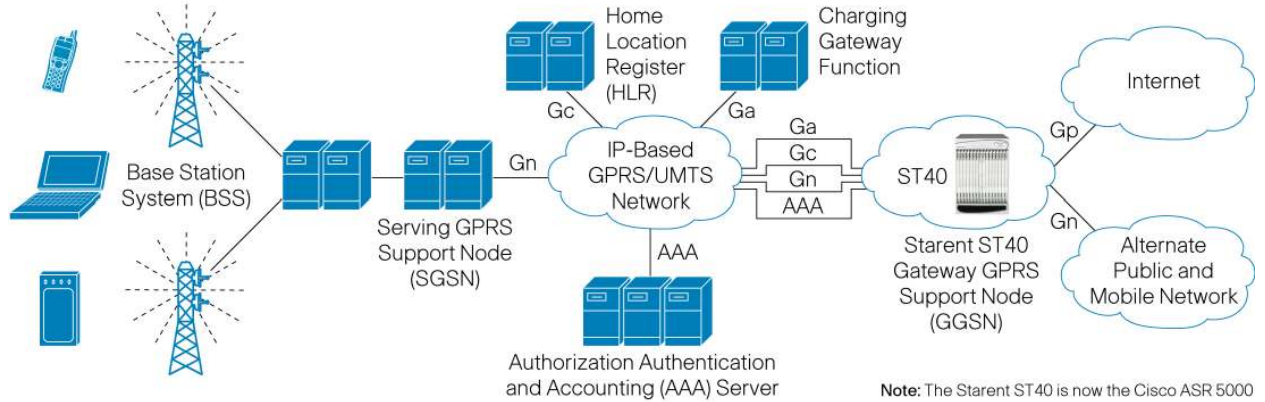 Home
Location
Register
(HLR)
Charging
Gateway
Function
Internet
Gc
Ga
Ga
Gp
Base Station
System (BSS)
Gn
IP-Based
GPRS/UMTS
Network
Gc
Gn
AAA
ST40
Gn
Serving GPRS
Support Node
(SGSN)
AAA
Starent ST40
Gateway GPRS
Support Node
(GGSN)
Alternate
Public and
Mobile Network
Authorization Authentication
and Accounting (AAA) Server
Note: The Starent ST40 is now the Cisco ASR 5000